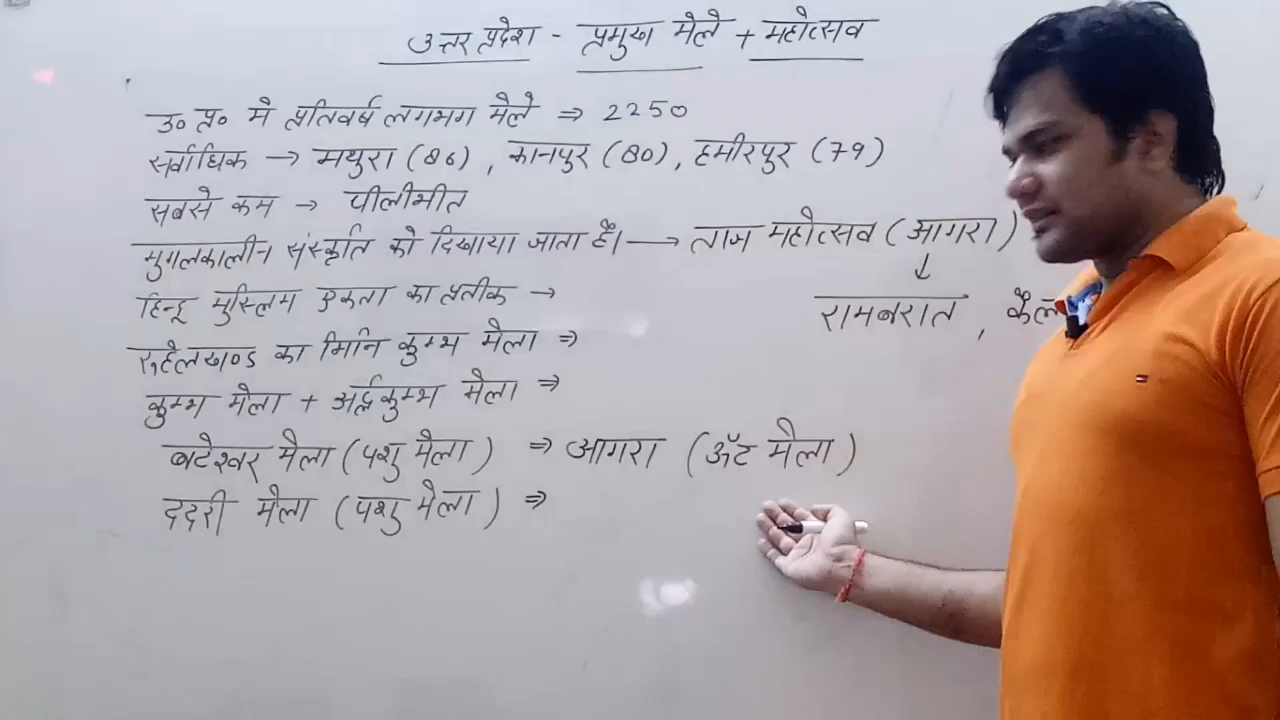 उत्तर प्रदेश - प्रमुख मेले + महोत्सव
उ० प्र० मे प्रतिवर्ष लगभग मेले ⇒ 2250
सर्वाधिक → मथुरा (86), कानपुर (80), हमीरपुर (79)
सबसे कम → पीलीभीत
मुगलकालीन संस्कृति को दिखाया जाता है। → ताज महोत्सव (आगरा)
↓
हिन्दू मुस्लिम एकता का प्रतीक →
रामबरात , कैल
रुहेलखण्ड का मिनि कुम्भ मेला ⇒
कुम्भ मेला + अर्द्धकुम्भ मेला ⇒
बटेश्वर मेला (पशु मेला) ⇒ आगरा (ऊँट मेला)
ददरी मेला (पशु मेला) ⇒